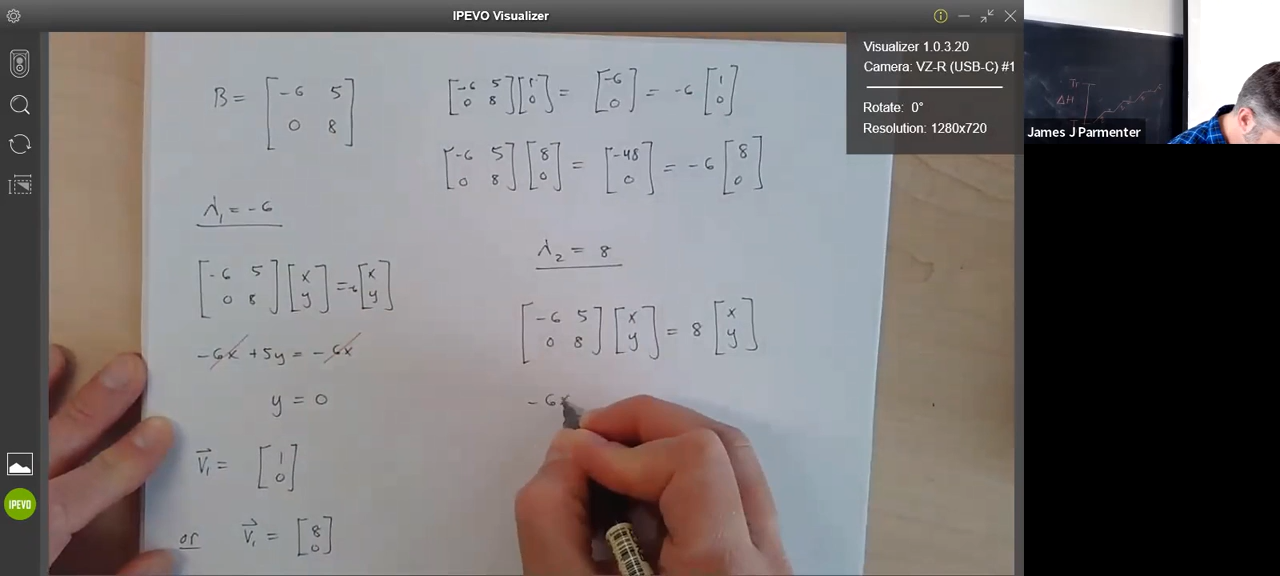 IPEVO Visualizer
Visualizer 1.0.3.20
Camera: VZ-R (USB-C) #1
Rotate: 0°
Resolution: 1280x720
James J Parmenter
Tr
ΔH
IPEVO
B = [-6 5; 0 8]
[-6 5; 0 8] [1; 0] = [-6; 0] = -6 [1; 0]
[-6 5; 0 8] [8; 0] = [-48; 0] = -6 [8; 0]
λ₁ = -6
[-6 5; 0 8] [x; y] = -6 [x; y]
-6x + 5y = -6x
y = 0
V₁ = [1; 0]
or V₁ = [8; 0]
λ₂ = 8
[-6 5; 0 8] [x; y] = 8 [x; y]
-6x